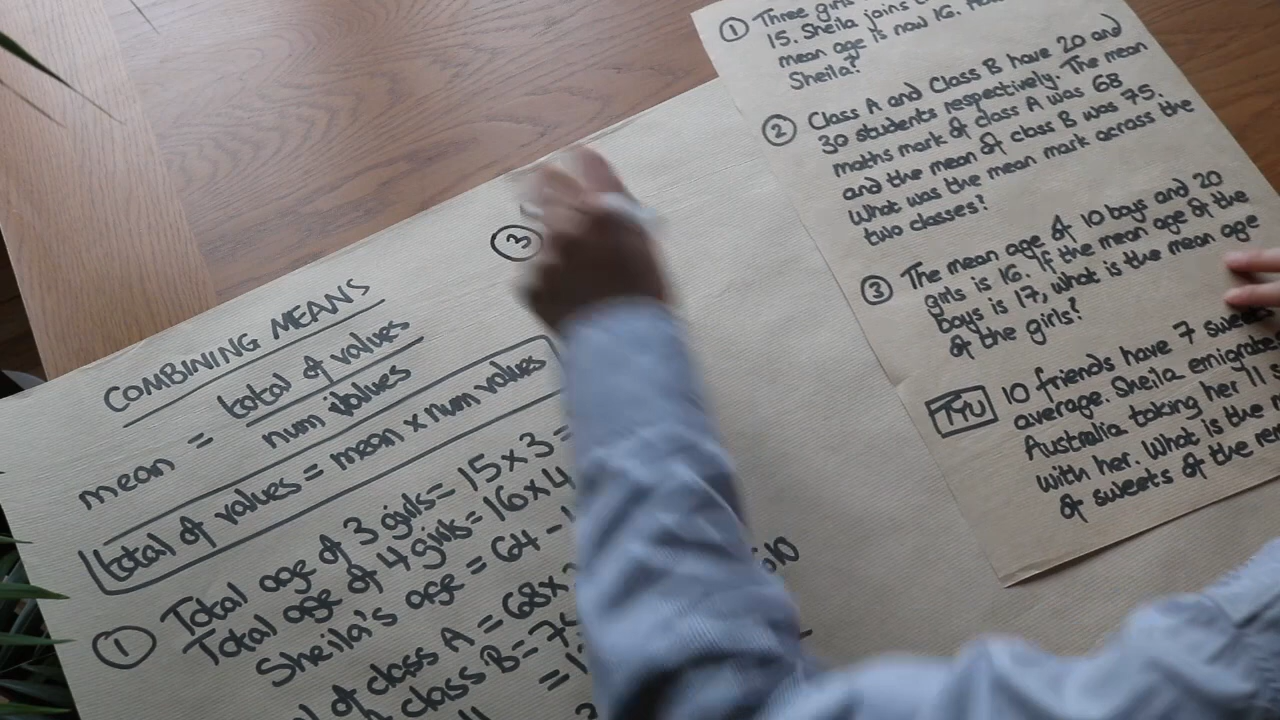 COMBINING MEANS
mean = total of values
num values
total of values = mean x num values
① Total age of 3 girls = 15 x 3 =
Total age of 4 girls = 16 x 4
Sheila's age = 64 -
of class A = 68 x
class B = 75
=
③
① Three girls
15. Sheila joins
mean age is now 16.
Sheila?
② Class A and Class B have 20 and
30 students respectively. The mean
maths mark of class A was 68
and the mean of class B was 75.
What was the mean mark across the
two classes?
③ The mean age of 10 boys and 20
girls is 16. If the mean age of the
boys is 17, what is the mean age
of the girls?
TYU 10 friends have 7 sweets
average. Sheila emigrates
Australia taking her 11
with her. What is the
of sweets of the